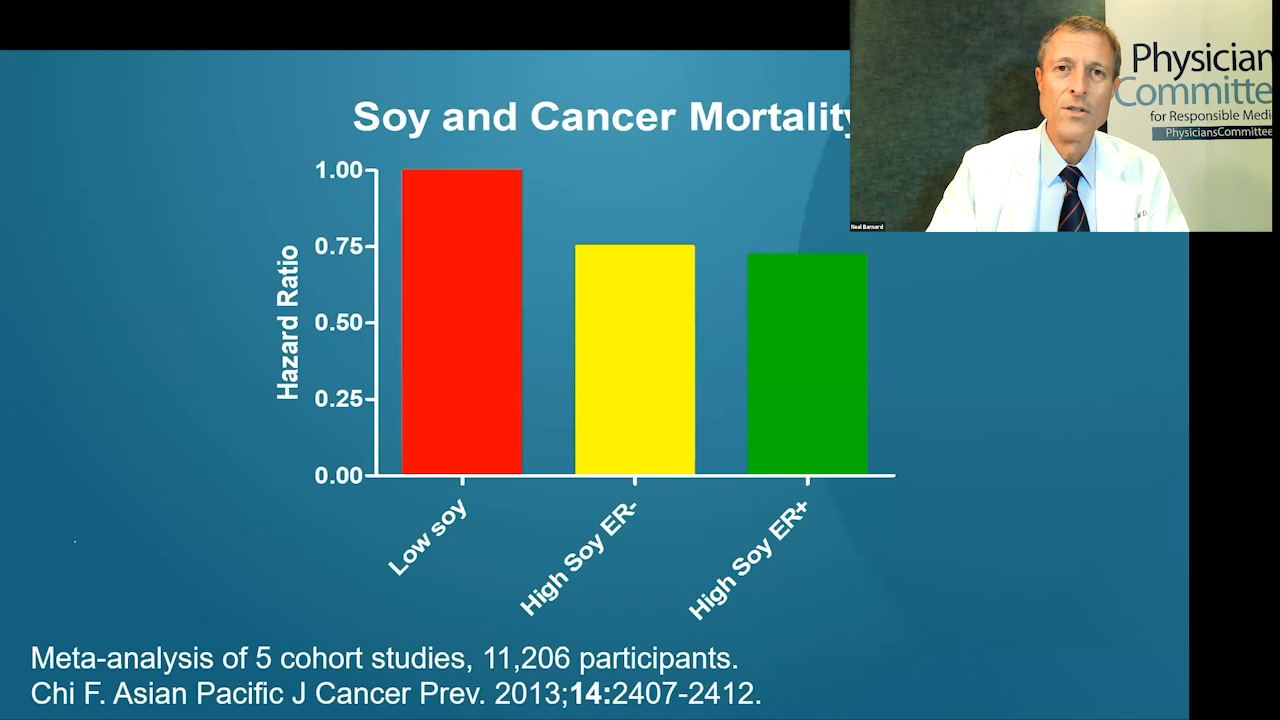 Soy and Cancer Mortality
Physician
Committe
for Responsible Medi
PhysiciansCommittee
M.D.
Neal Barnard
Hazard Ratio
1.00
0.75
0.50
0.25
0.00
Low soy
High Soy ER-
High Soy ER+
Meta-analysis of 5 cohort studies, 11,206 participants.
Chi F. Asian Pacific J Cancer Prev. 2013;14:2407-2412.